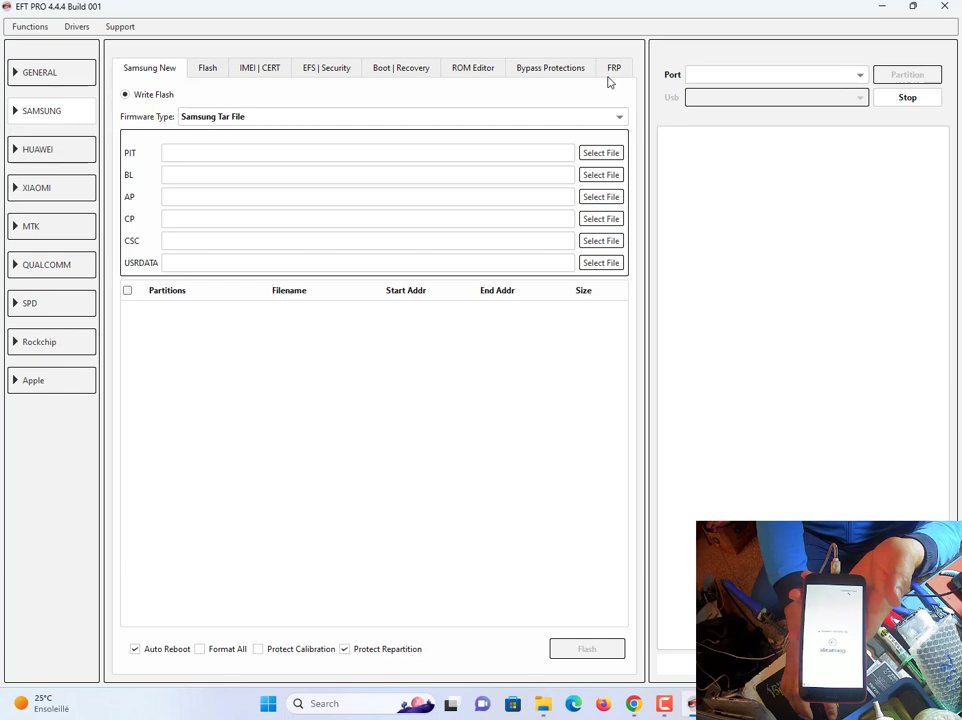 EFT PRO 4.4.4 Build 001
Functions Drivers Support
GENERAL
SAMSUNG
HUAWEI
XIAOMI
MTK
QUALCOMM
SPD
Rockchip
Apple
Samsung New Flash IMEI | CERT EFS | Security Boot | Recovery ROM Editor Bypass Protections FRP
Write Flash
Firmware Type: Samsung Tar File
PIT Select File
BL Select File
AP Select File
CP Select File
CSC Select File
USRDATA Select File
Partitions Filename Start Addr End Addr Size
Auto Reboot Format All Protect Calibration Protect Repartition Flash
Port Partition
Usb Stop
25°C
Ensoleillé
Search